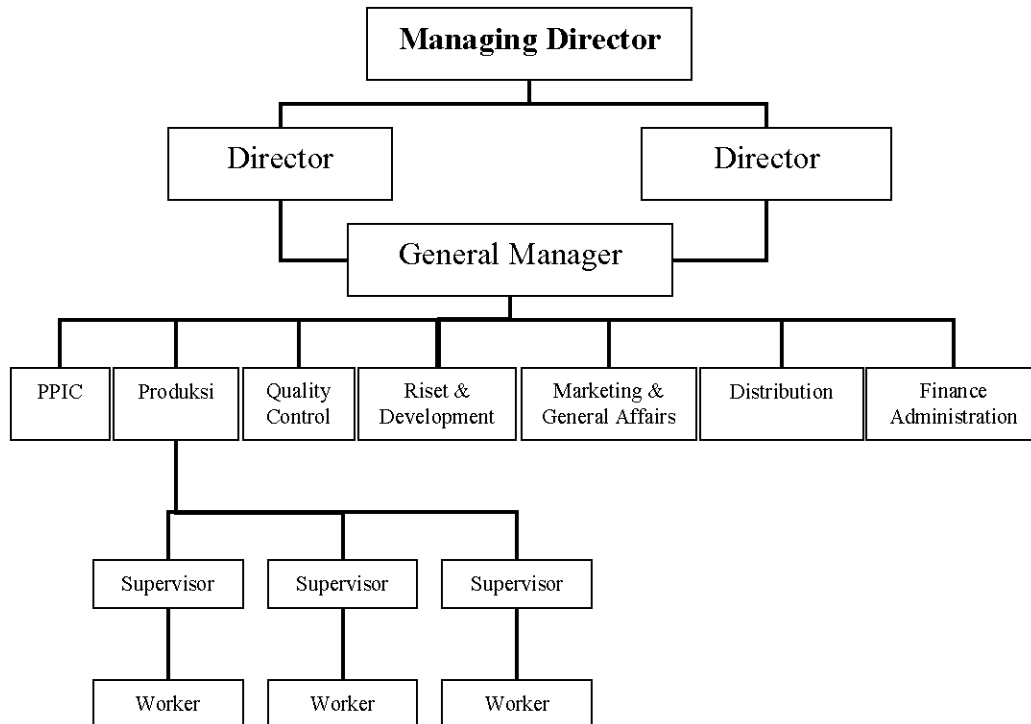 Managing Director
Director
Director
General Manager
PPIC
Produksi
Quality
Control
Riset &
Development
Marketing &
General Affairs
Distribution
Finance
Administration
Supervisor
Supervisor
Supervisor
Worker
Worker
Worker